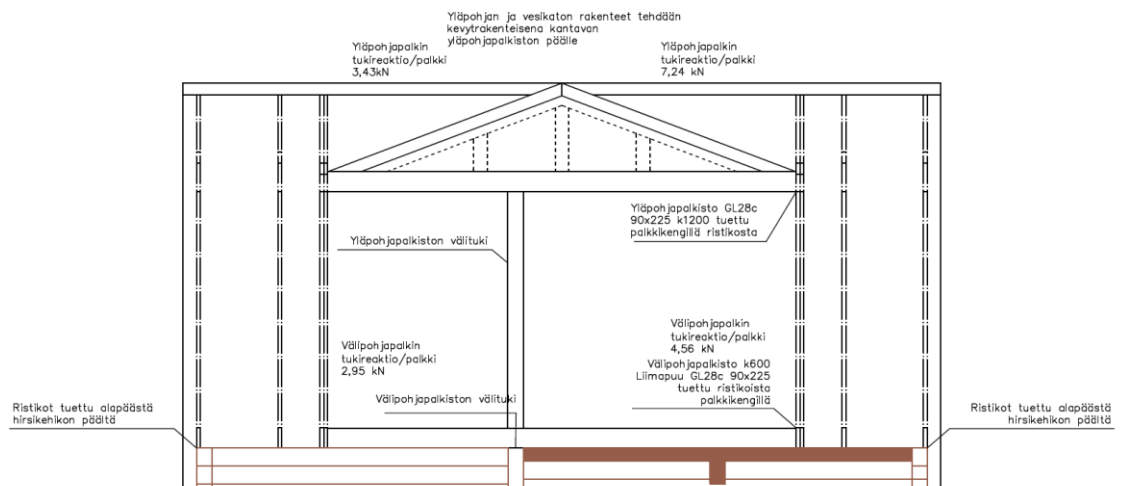 Yläpohjan ja vesikaton rakenteet tehdään
kevytrakenteisena kantavan
yläpohjapalkiston päälle
Yläpohjapalkin
tukireaktio/palkki
3,43kN
Yläpohjapalkin
tukireaktio/palkki
7,24 kN
Yläpohjapalkisto GL28c
90x225 k1200 tuettu
palkkikengillä ristikosta
Yläpohjapalkiston välituki
Välipohjapalkin
tukireaktio/palkki
2,95 kN
Välipohjapalkin
tukireaktio/palkki
4,56 kN
Välipohjapalkisto k600
Liimapuu GL28c 90x225
tuettu ristikoista
palkkikengillä
Välipohjapalkiston välituki
Ristikot tuettu alapäästä
hirsikehikon päältä
Ristikot tuettu alapäästä
hirsikehikon päältä